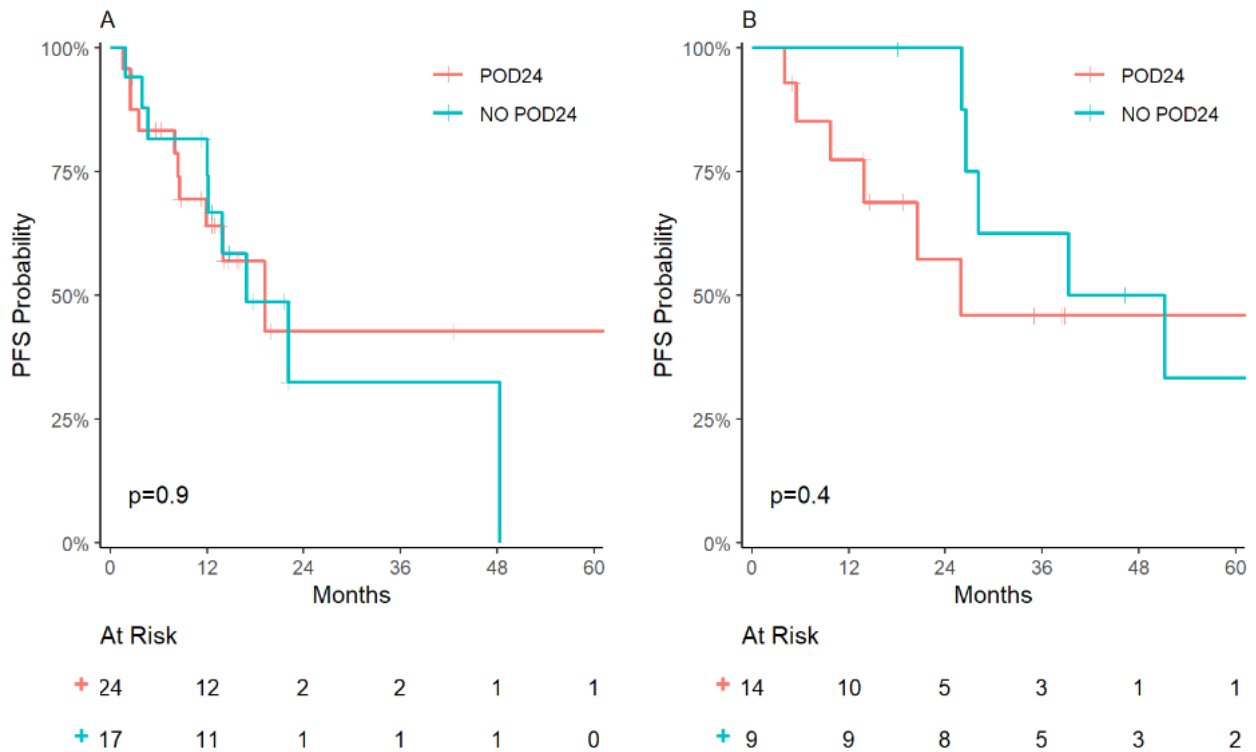 A
100%
75%
50%
25%
0%
PFS Probability
POD24
NO POD24
p=0.9
0 12 24 36 48 60
Months
At Risk
24 12 2 2 1 1
17 11 1 1 1 0
B
100%
75%
50%
25%
0%
PFS Probability
POD24
NO POD24
p=0.4
0 12 24 36 48 60
Months
At Risk
14 10 5 3 1 1
9 9 8 5 3 2